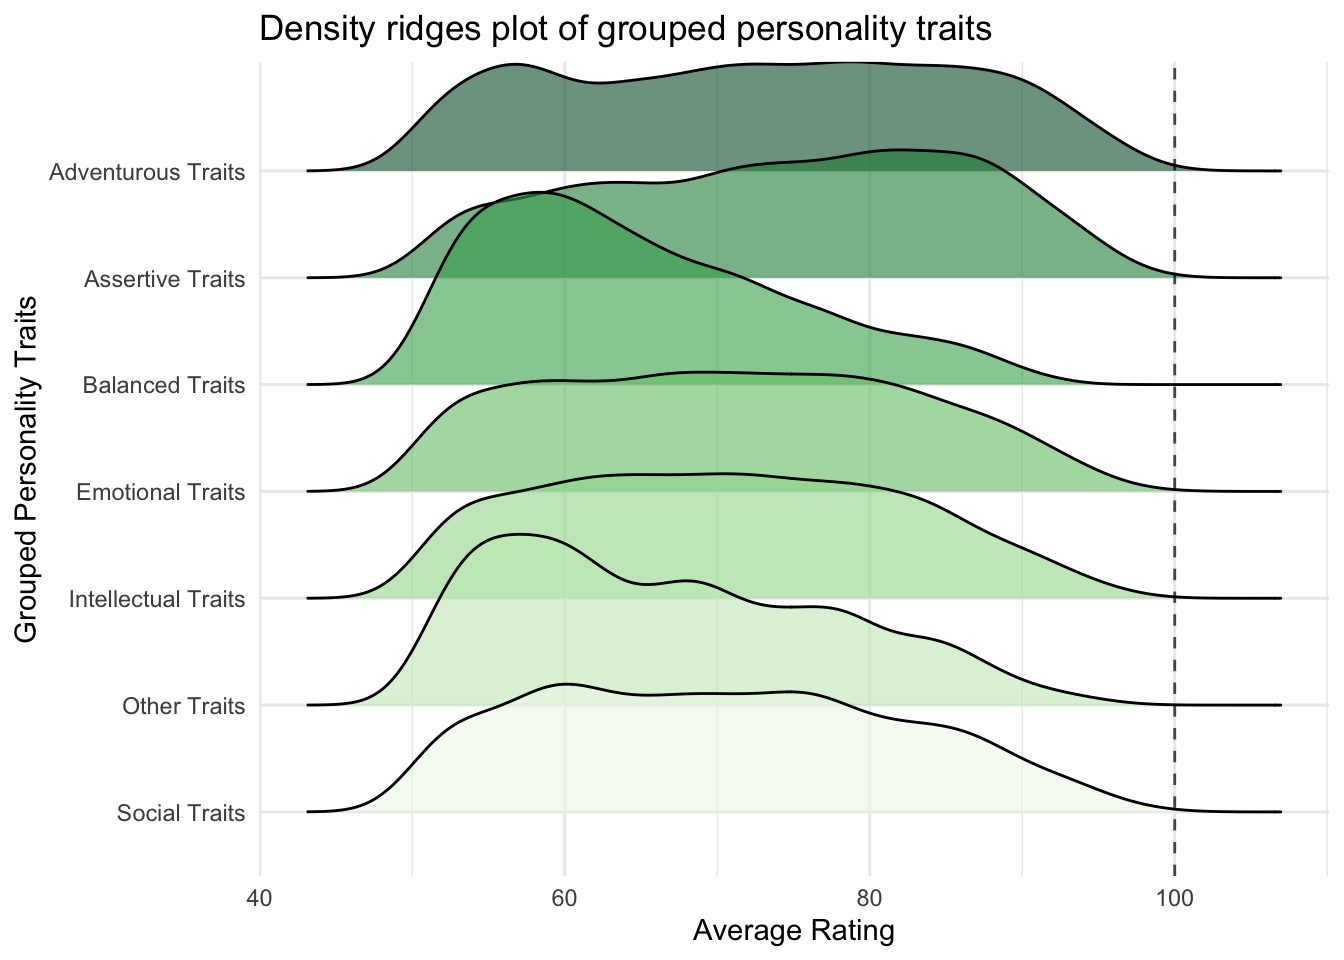 Density ridges plot of grouped personality traits
Grouped Personality Traits
Adventurous Traits
Assertive Traits
Balanced Traits
Emotional Traits
Intellectual Traits
Other Traits
Social Traits
40 60 80 100
Average Rating